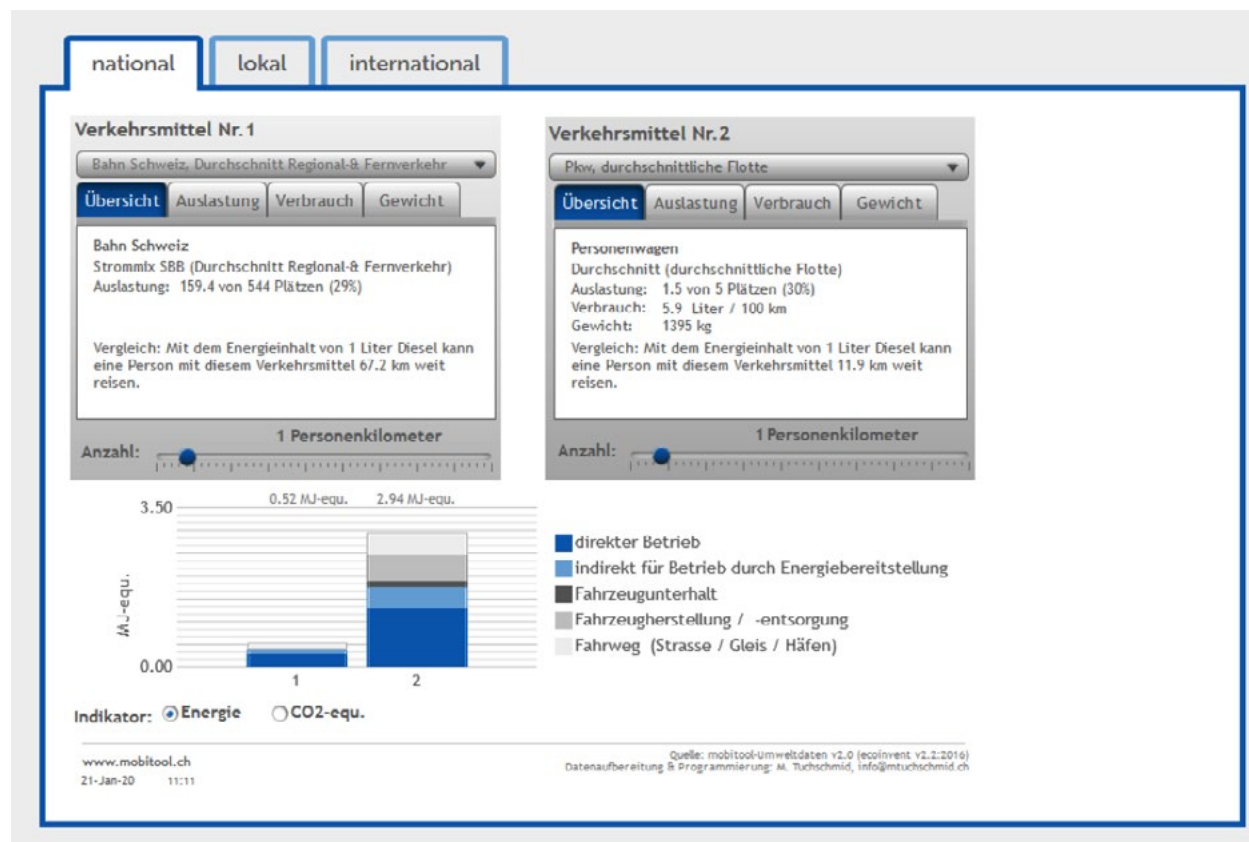 national
lokal
international
Verkehrsmittel Nr. 1
Bahn Schweiz, Durchschnitt Regional-& Fernverkehr
Übersicht
Auslastung
Verbrauch
Gewicht
Bahn Schweiz
Strommix SBB (Durchschnitt Regional-& Fernverkehr)
Auslastung: 159.4 von 544 Plätzen (29%)
Vergleich: Mit dem Energieinhalt von 1 Liter Diesel kann
eine Person mit diesem Verkehrsmittel 67.2 km weit
reisen.
1 Personenkilometer
Anzahl:
Verkehrsmittel Nr. 2
Pkw, durchschnittliche Flotte
Übersicht
Auslastung
Verbrauch
Gewicht
Personenwagen
Durchschnitt (durchschnittliche Flotte)
Auslastung: 1.5 von 5 Plätzen (30%)
Verbrauch: 5.9 Liter / 100 km
Gewicht: 1395 kg
Vergleich: Mit dem Energieinhalt von 1 Liter Diesel kann
eine Person mit diesem Verkehrsmittel 11.9 km weit
reisen.
1 Personenkilometer
Anzahl:
0.52 MJ-equ.
2.94 MJ-equ.
3.50
MJ-equ.
0.00
1
2
direkter Betrieb
indirekt für Betrieb durch Energiebereitstellung
Fahrzeugunterhalt
Fahrzeugherstellung / -entsorgung
Fahrweg (Strasse / Gleis / Häfen)
Indikator: Energie CO2-equ.
www.mobitool.ch
21-Jan-20 11:11
Quelle: mobitool-Umweltdaten v2.0 (ecoinvent v2.2:2016)
Datenaufbereitung & Programmierung: M. Tuchschmid, info@mtuchschmid.ch